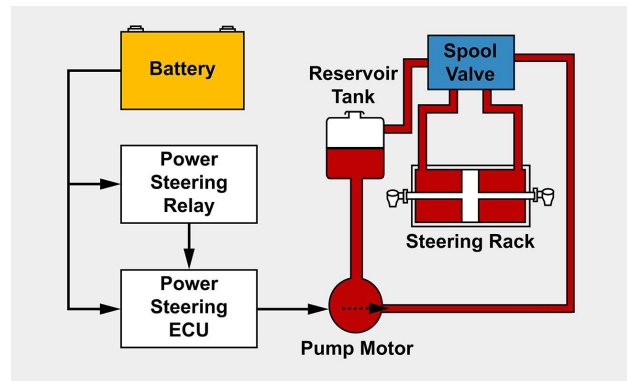 Battery
Power
Steering
Relay
Power
Steering
ECU
Reservoir
Tank
Spool
Valve
Steering Rack
Pump Motor